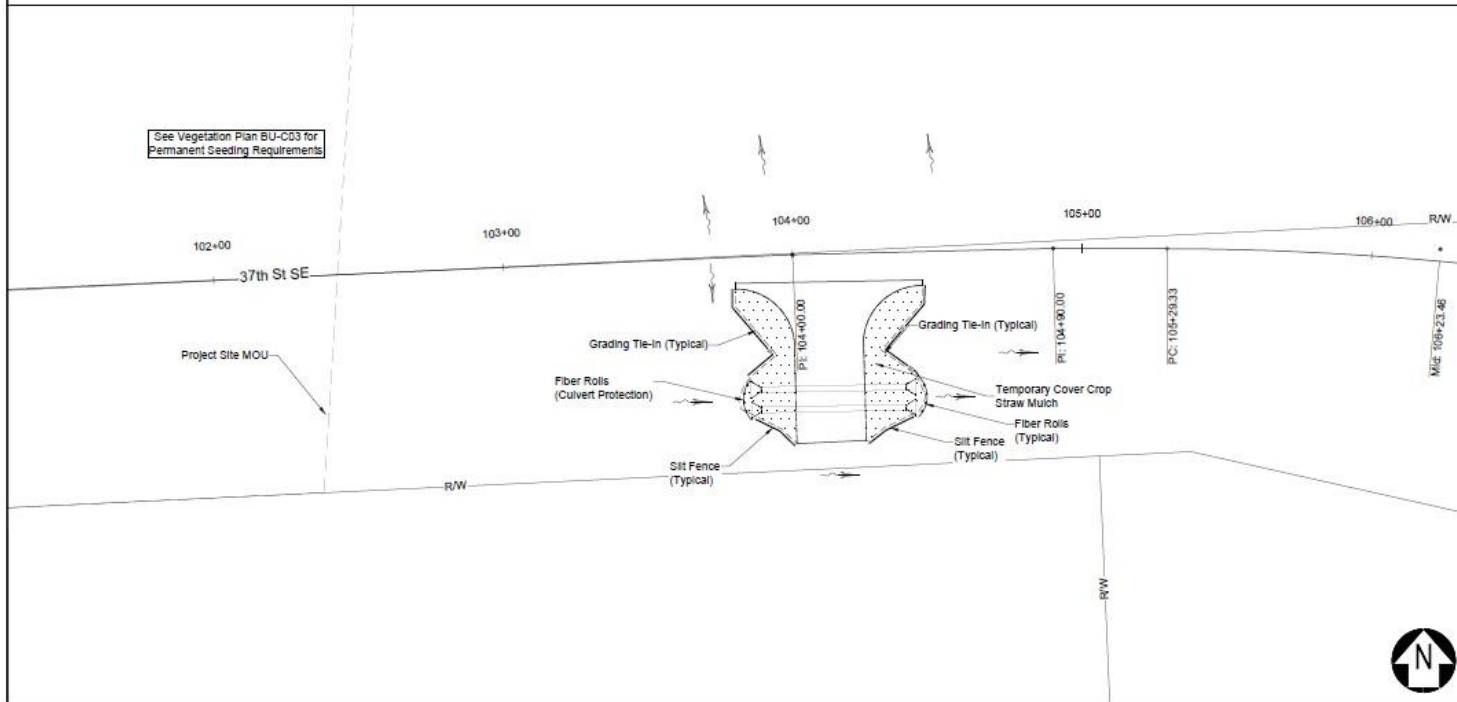 See Vegetation Plan BU-C03 for
Permanent Seeding Requirements
102+00
103+00
104+00
105+00
106+00
R/W
37th St SE
Project Site MOU
Grading Tie-In (Typical)
PI: 104+00.00
Grading Tie-In (Typical)
PI: 104+90.00
PC: 105+29.33
Mid: 106+23.46
Fiber Rolls
(Culvert Protection)
Temporary Cover Crop
Straw Mulch
Fiber Rolls
(Typical)
Silt Fence
(Typical)
Silt Fence
(Typical)
R/W
R/W
N